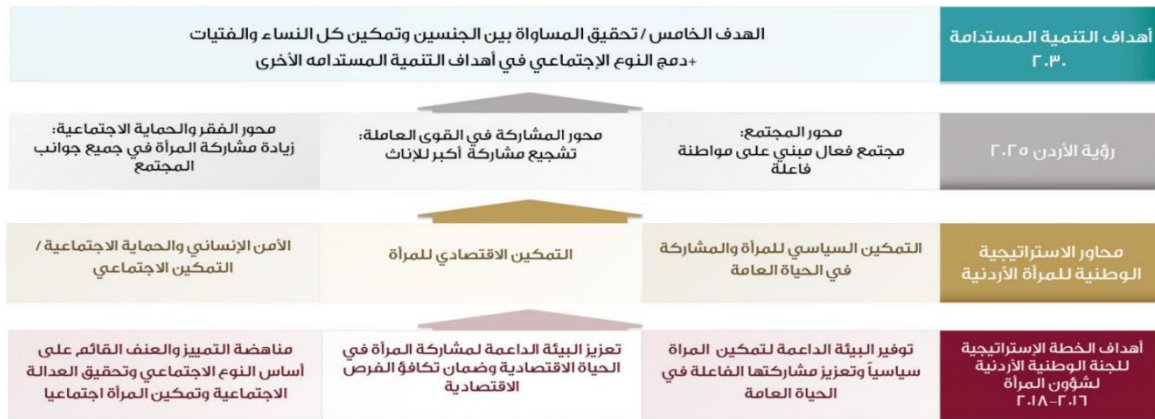 أهداف التنمية المستدامة
٢٠٣٠
الهدف الخامس / تحقيق المساواة بين الجنسين وتمكين كل النساء والفتيات
+دمج النوع الإجتماعي في أهداف التنمية المستدامه الأخرى
رؤية الأردن ٢٠٢٥
محور المجتمع:
مجتمع فعال مبني على مواطنة
فاعلة
محور المشاركة في القوى العاملة:
تشجيع مشاركة أكبر للإناث
محور الفقر والحماية الاجتماعية:
زيادة مشاركة المرأة في جميع جوانب
المجتمع
محاور الاستراتيجية
الوطنية للمرأة الأردنية
التمكين السياسي للمرأة والمشاركة
في الحياة العامة
التمكين الاقتصادي للمرأة
الأمن الإنساني والحماية الاجتماعية /
التمكين الاجتماعي
أهداف الخطة الإستراتيجية
للجنة الوطنية الأردنية
لشؤون المرأة
٢٠١٦-٢٠١٨
توفير البيئة الداعمة لتمكين المراة
سياسياً وتعزيز مشاركتها الفاعلة في
الحياة العامة
تعزيز البيئة الداعمة لمشاركة المرأة في
الحياة الاقتصادية وضمان تكافؤ الفرص
الاقتصادية
مناهضة التمييز والعنف القائم على
أساس النوع الاجتماعي وتحقيق العدالة
الاجتماعية وتمكين المرأة اجتماعيا